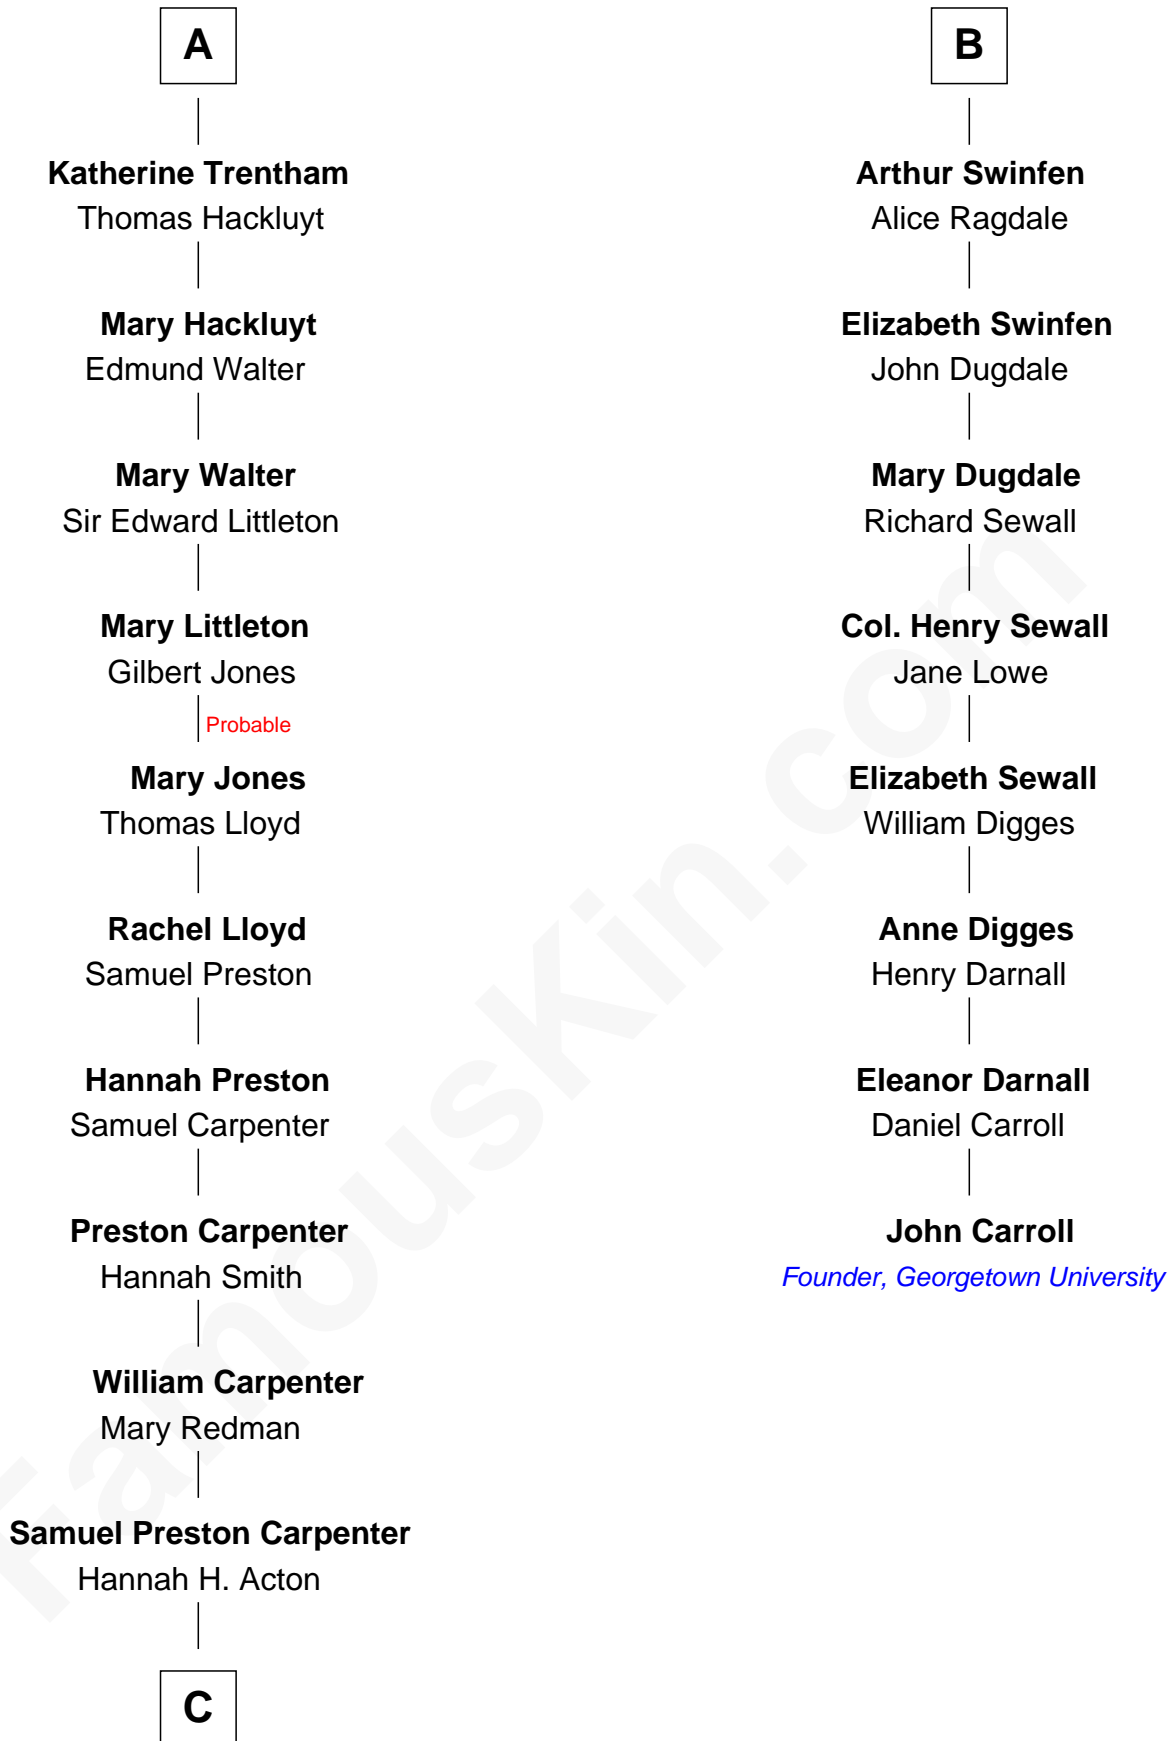 A
Katherine Trentham
Thomas Hackluyt
Mary Hackluyt
Edmund Walter
Mary Walter
Sir Edward Littleton
Mary Littleton
Gilbert Jones
Probable
Mary Jones
Thomas Lloyd
Rachel Lloyd
Samuel Preston
Hannah Preston
Samuel Carpenter
Preston Carpenter
Hannah Smith
William Carpenter
Mary Redman
Samuel Preston Carpenter
Hannah H. Acton
C
B
Arthur Swinfen
Alice Ragdale
Elizabeth Swinfen
John Dugdale
Mary Dugdale
Richard Sewall
Col. Henry Sewall
Jane Lowe
Elizabeth Sewall
William Digges
Anne Digges
Henry Darnall
Eleanor Darnall
Daniel Carroll
John Carroll
Founder, Georgetown University
FamousKin.com